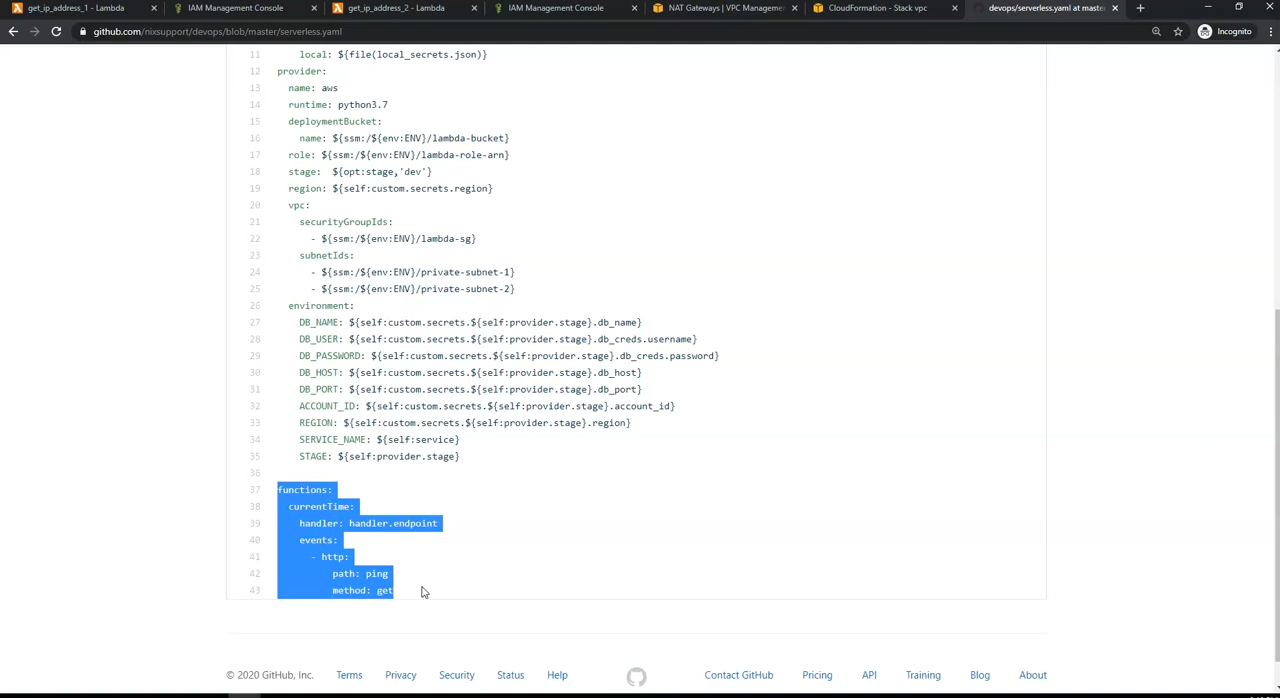 get_ip_address_1 - Lambda
IAM Management Console
get_ip_address_2 - Lambda
IAM Management Console
NAT Gateways | VPC Managemen
CloudFormation - Stack vpc
devops/serverless.yaml at master
github.com/nixsupport/devops/blob/master/serverless.yaml
Incognito
11 local: ${file(local_secrets.json)}
12 provider:
13 name: aws
14 runtime: python3.7
15 deploymentBucket:
16 name: ${ssm:/${env:ENV}/lambda-bucket}
17 role: ${ssm:/${env:ENV}/lambda-role-arn}
18 stage: ${opt:stage,'dev'}
19 region: ${self:custom.secrets.region}
20 vpc:
21 securityGroupIds:
22 - ${ssm:/${env:ENV}/lambda-sg}
23 subnetIds:
24 - ${ssm:/${env:ENV}/private-subnet-1}
25 - ${ssm:/${env:ENV}/private-subnet-2}
26 environment:
27 DB_NAME: ${self:custom.secrets.${self:provider.stage}.db_name}
28 DB_USER: ${self:custom.secrets.${self:provider.stage}.db_creds.username}
29 DB_PASSWORD: ${self:custom.secrets.${self:provider.stage}.db_creds.password}
30 DB_HOST: ${self:custom.secrets.${self:provider.stage}.db_host}
31 DB_PORT: ${self:custom.secrets.${self:provider.stage}.db_port}
32 ACCOUNT_ID: ${self:custom.secrets.${self:provider.stage}.account_id}
33 REGION: ${self:custom.secrets.${self:provider.stage}.region}
34 SERVICE_NAME: ${self:service}
35 STAGE: ${self:provider.stage}
36
37 functions:
38 currentTime:
39 handler: handler.endpoint
40 events:
41 - http:
42 path: ping
43 method: get
© 2020 GitHub, Inc. Terms Privacy Security Status Help Contact GitHub Pricing API Training Blog About